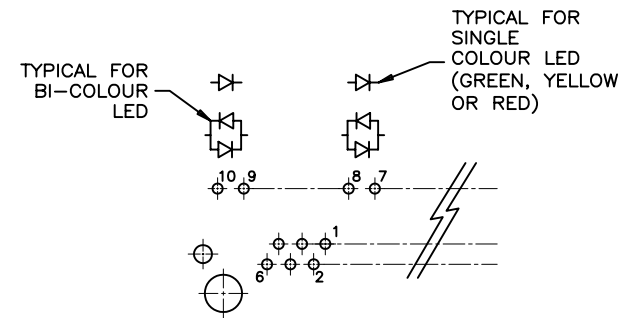 TYPICAL FOR
SINGLE
COLOUR LED
(GREEN, YELLOW
OR RED)
TYPICAL FOR
BI-COLOUR
LED
10 9 8 7
1
6 2